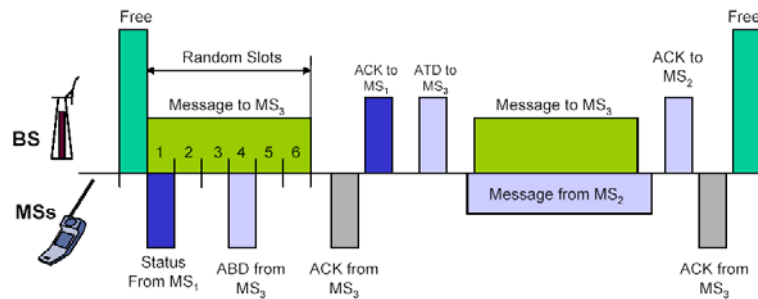 Free
Free
Random Slots
ACK to
MS1
ATD to
MS3
ACK to
MS2
Message to MS3
Message to MS3
BS
1 2 3 4 5 6
MSs
Message from MS2
Status
From MS1
ABD from
MS3
ACK from
MS3
ACK from
MS3